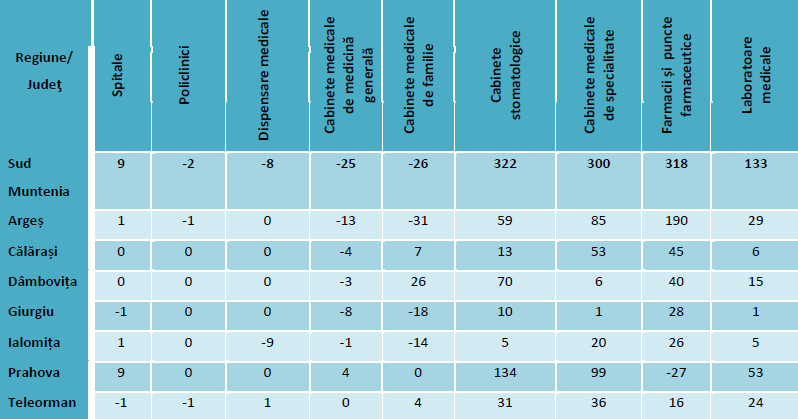 Regiune/
Judeţ
Spitale
Policlinici
Dispensare medicale
Cabinete medicale
de medicină
generală
Cabinete medicale
de familie
Cabinete
stomatologice
Cabinete medicale
de specialitate
Farmacii și puncte
farmaceutice
Laboratoare
medicale
Sud 9 -2 -8 -25 -26 322 300 318 133
Muntenia
Argeș 1 -1 0 -13 -31 59 85 190 29
Călărași 0 0 0 -4 7 13 53 45 6
Dâmbovița 0 0 0 -3 26 70 6 40 15
Giurgiu -1 0 0 -8 -18 10 1 28 1
Ialomița 1 0 -9 -1 -14 5 20 26 5
Prahova 9 0 0 4 0 134 99 -27 53
Teleorman -1 -1 1 0 4 31 36 16 24